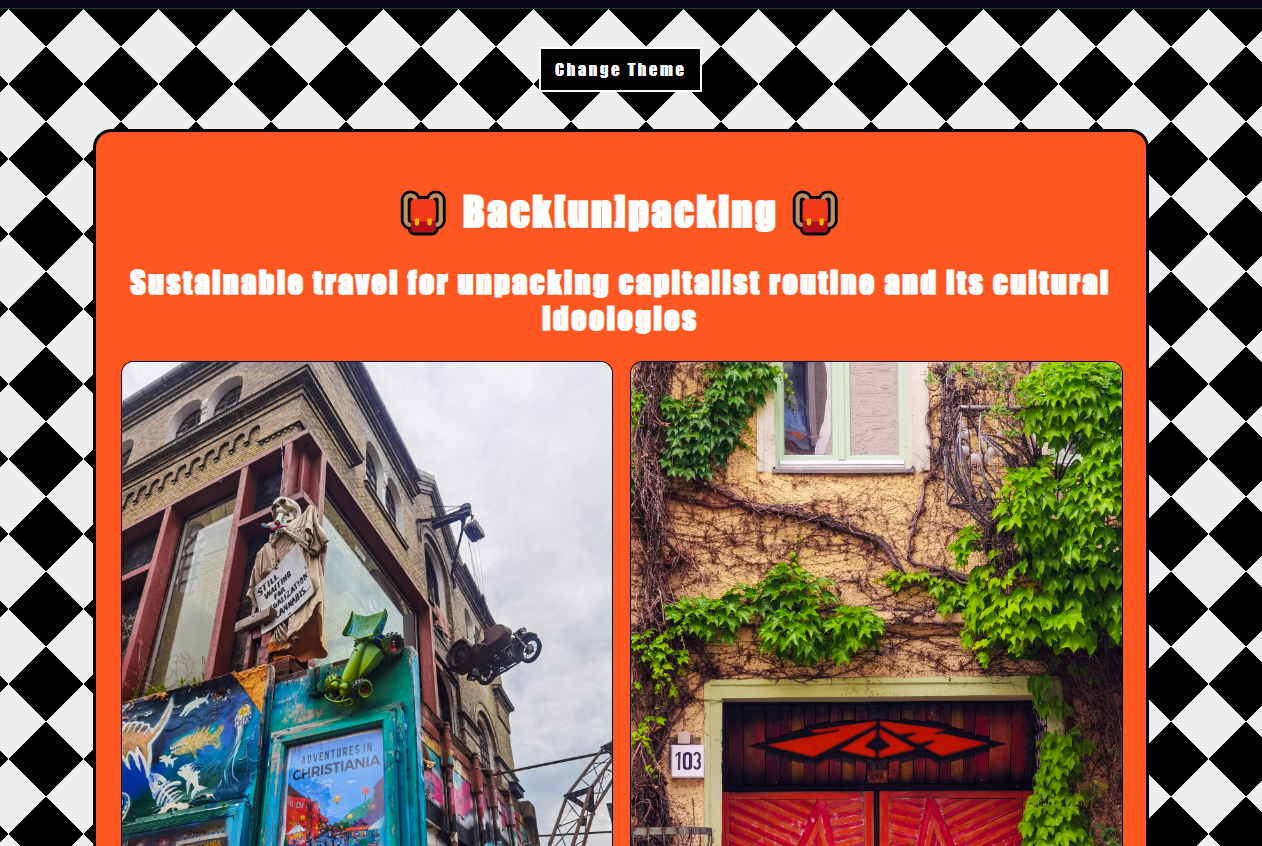 Change Theme
Back[un]packing
Sustainable travel for unpacking capitalist routine and its cultural
ideologies
STILL
WAITING
FOR
LEGALIZATION
CANNABIS.
ADVENTURES IN
CHRISTIANIA
103